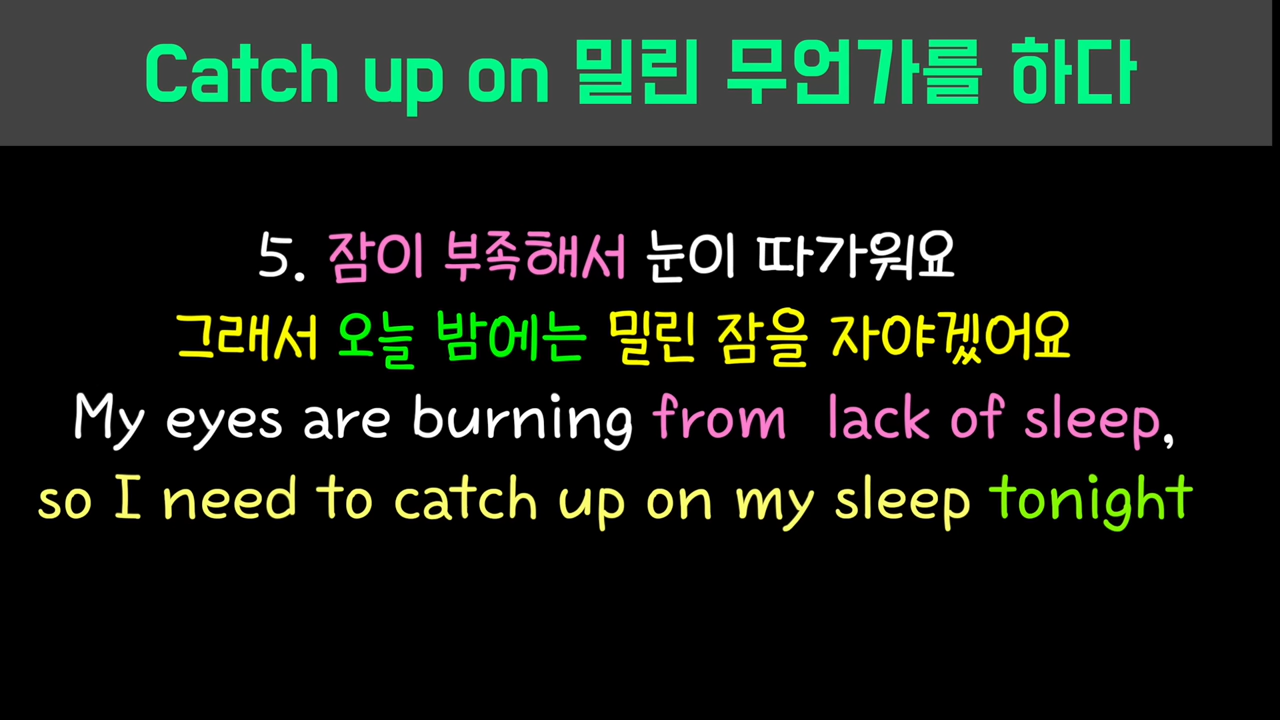 Catch up on 밀린 무언가를 하다
5. 잠이 부족해서 눈이 따가워요
그래서 오늘 밤에는 밀린 잠을 자야겠어요
My eyes are burning from lack of sleep,
so I need to catch up on my sleep tonight